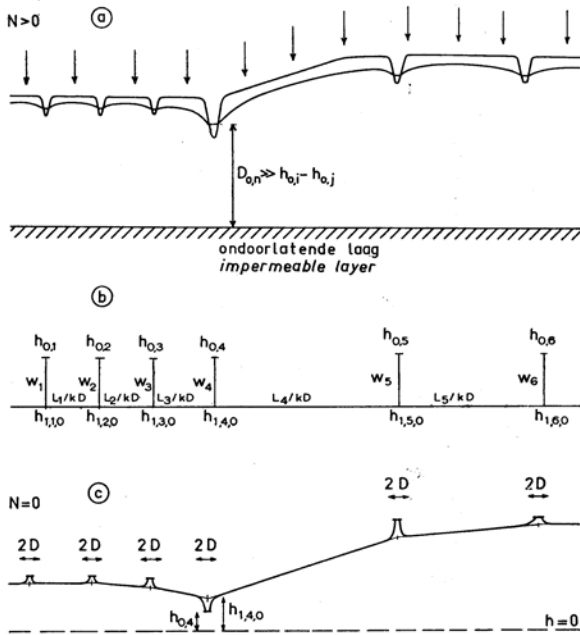 N>0
a
D₀,ₙ≫ h₀,ᵢ− h₀,ⱼ
ondoorlatende laag
impermeable layer
b
h₀,₁ h₀,₂ h₀,₃ h₀,₄ h₀,₅ h₀,₆
w₁ w₂ w₃ w₄ w₅ w₆
L₁/kD L₂/kD L₃/kD L₄/kD L₅/kD
h₁,₁,₀ h₁,₂,₀ h₁,₃,₀ h₁,₄,₀ h₁,₅,₀ h₁,₆,₀
N=0
c
2D 2D
2D 2D 2D 2D
h₀,₄ h₁,₄,₀ h=0